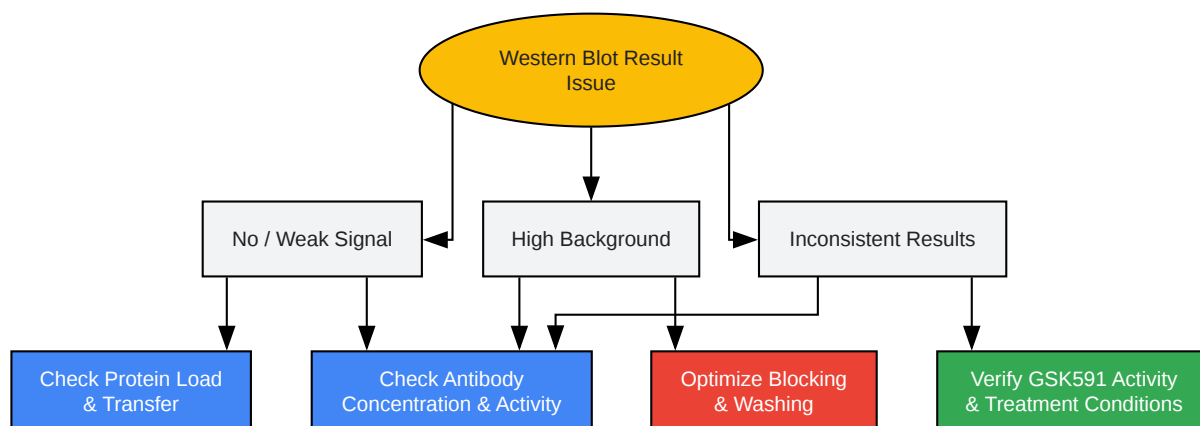 Western Blot Result
Issue
No / Weak Signal
High Background
Inconsistent Results
Check Protein Load
& Transfer
Check Antibody
Concentration & Activity
Optimize Blocking
& Washing
Verify GSK591 Activity
& Treatment Conditions